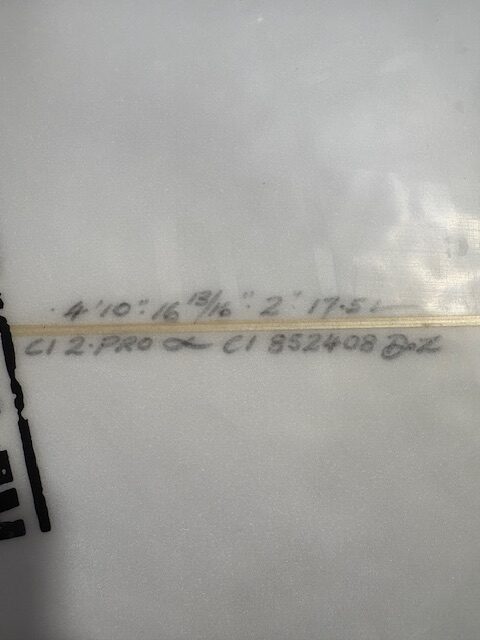 4'10" 16 13/16" 2" 17.5L
CI 2.PRO CI 852408